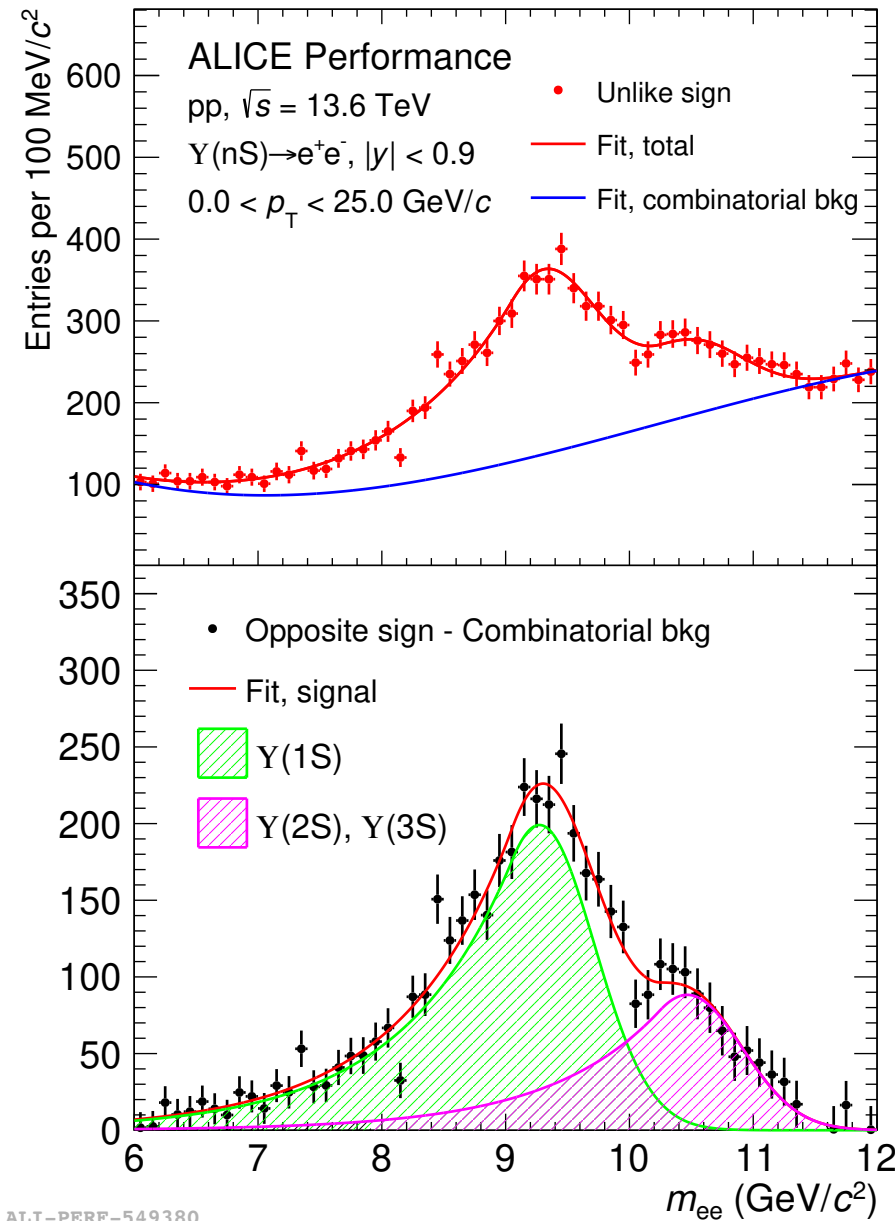 Entries per 100 MeV/c²
600
500
400
300
200
100
ALICE Performance
pp, √s = 13.6 TeV
Υ(nS)→e⁺e⁻, |y| < 0.9
0.0 < p_T < 25.0 GeV/c
Unlike sign
Fit, total
Fit, combinatorial bkg
350
300
250
200
150
100
50
0
Opposite sign - Combinatorial bkg
Fit, signal
Υ(1S)
Υ(2S), Υ(3S)
6 7 8 9 10 11 12
m_ee (GeV/c²)
ALI-PERF-549380